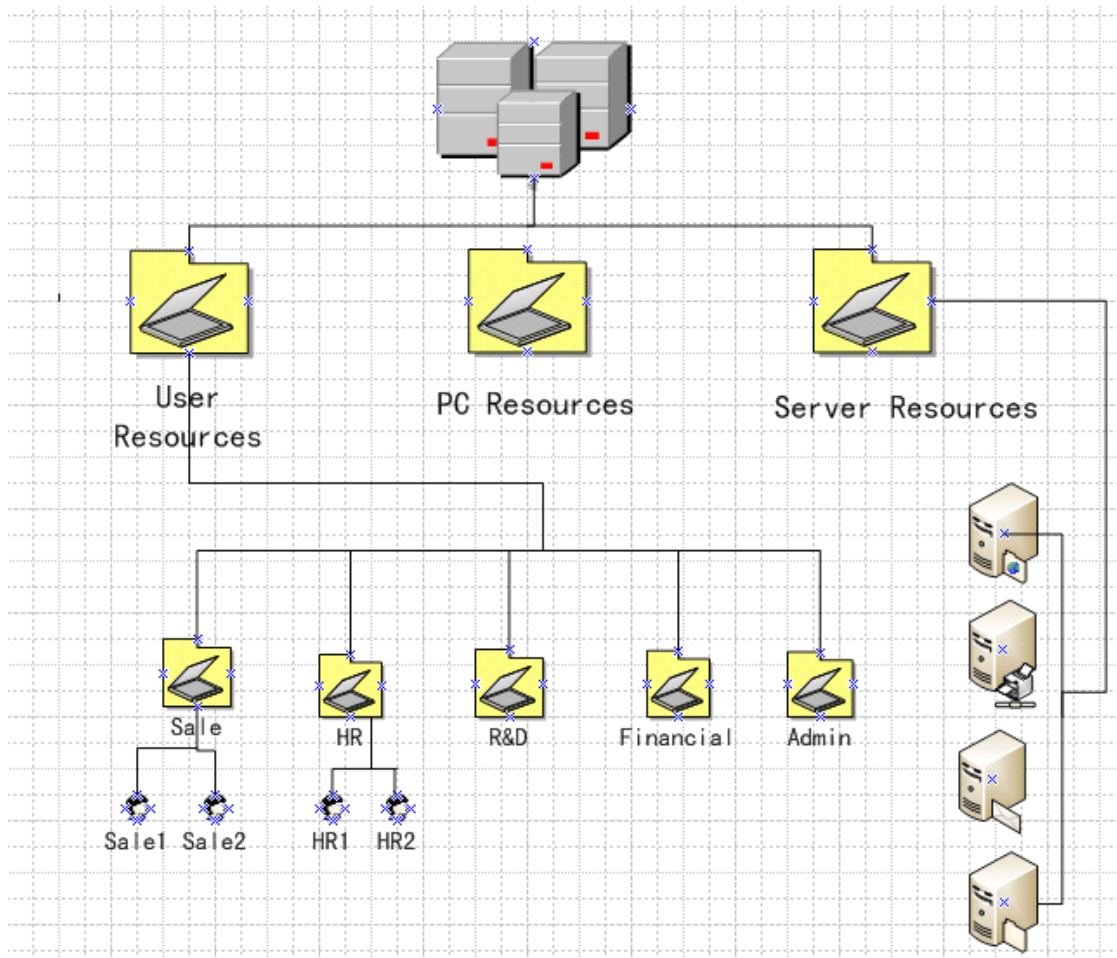 User
Resources
PC Resources
Server Resources
Sale
HR
R&D
Financial
Admin
Sale1 Sale2 HR1 HR2